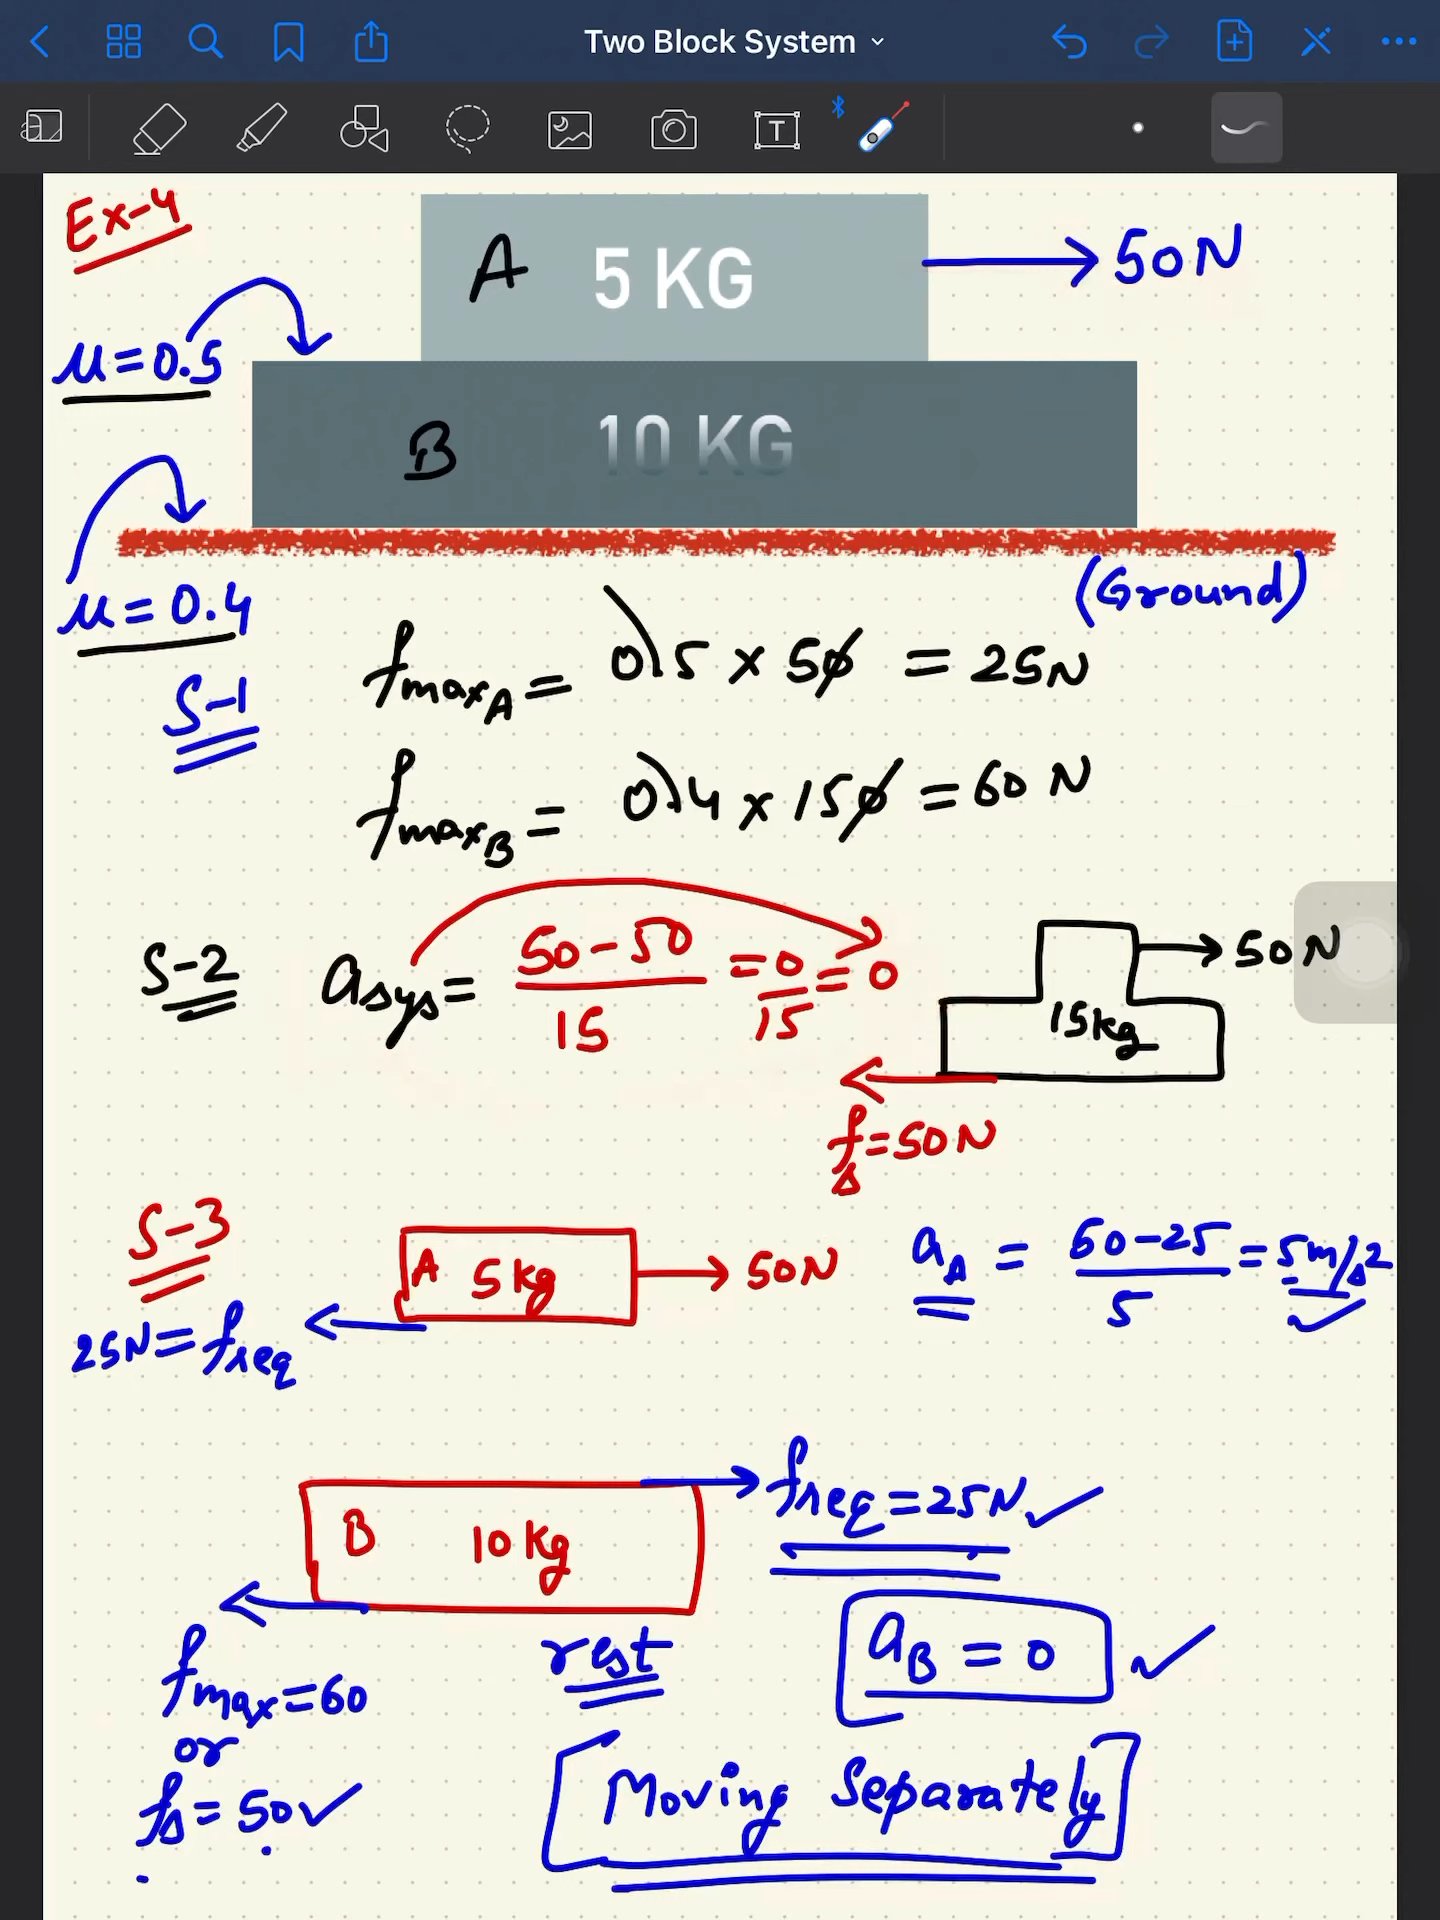 Two Block System
T
Ex-4
A 5 KG → 50N
μ=0.5
B 10 KG
(Ground)
μ=0.4
S-1
fmaxA = 0.5 x 50 = 25N
fmaxB = 0.4 x 150 = 60 N
S-2 asys = 50-50/15 = 0/15 = 0
50N
15kg
fs=50N
S-3
A 5kg → 50N
aA = 50-25/5 = 5m/s2
25N = freq
B 10kg
freq = 25N ✓
rest
aB = 0 ✓
fmax=60
or
fs = 50 ✓
Moving Separately